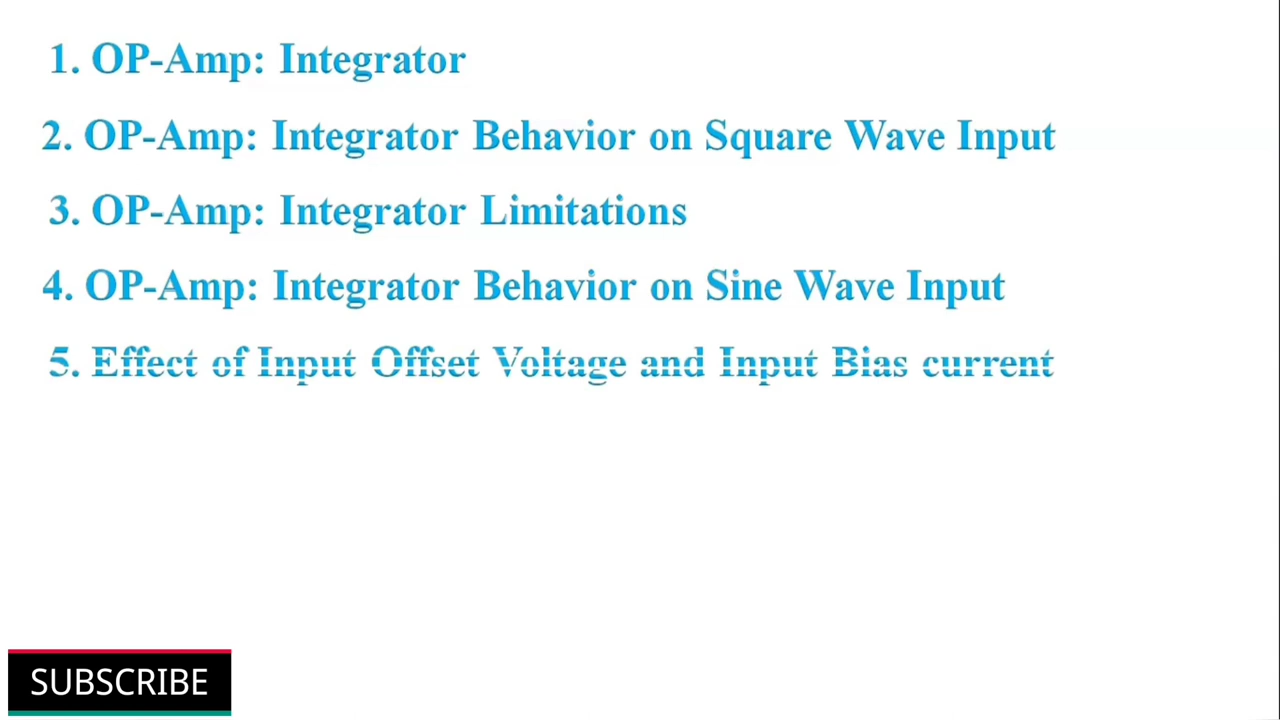 1. OP-Amp: Integrator
2. OP-Amp: Integrator Behavior on Square Wave Input
3. OP-Amp: Integrator Limitations
4. OP-Amp: Integrator Behavior on Sine Wave Input
5. Effect of Input Offset Voltage and Input Bias current
SUBSCRIBE